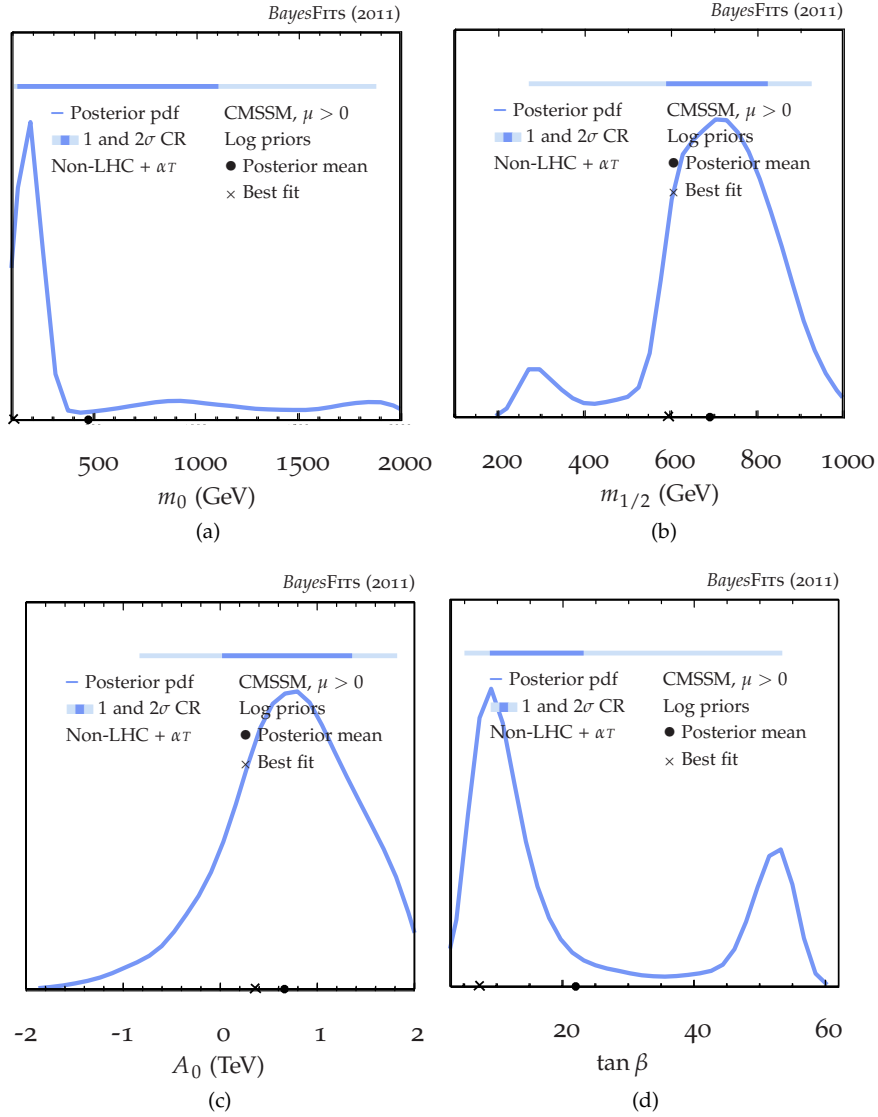 BayesFITS (2011)
Posterior pdf
1 and 2σ CR
Non-LHC + αT
CMSSM, μ > 0
Log priors
Posterior mean
Best fit
500 1000 1500 2000
m0 (GeV)
(a)
BayesFITS (2011)
Posterior pdf
1 and 2σ CR
Non-LHC + αT
CMSSM, μ > 0
Log priors
Posterior mean
Best fit
200 400 600 800 1000
m1/2 (GeV)
(b)
BayesFITS (2011)
Posterior pdf
1 and 2σ CR
Non-LHC + αT
CMSSM, μ > 0
Log priors
Posterior mean
Best fit
-2 -1 0 1 2
A0 (TeV)
(c)
BayesFITS (2011)
Posterior pdf
1 and 2σ CR
Non-LHC + αT
CMSSM, μ > 0
Log priors
Posterior mean
Best fit
20 40 60
tan β
(d)